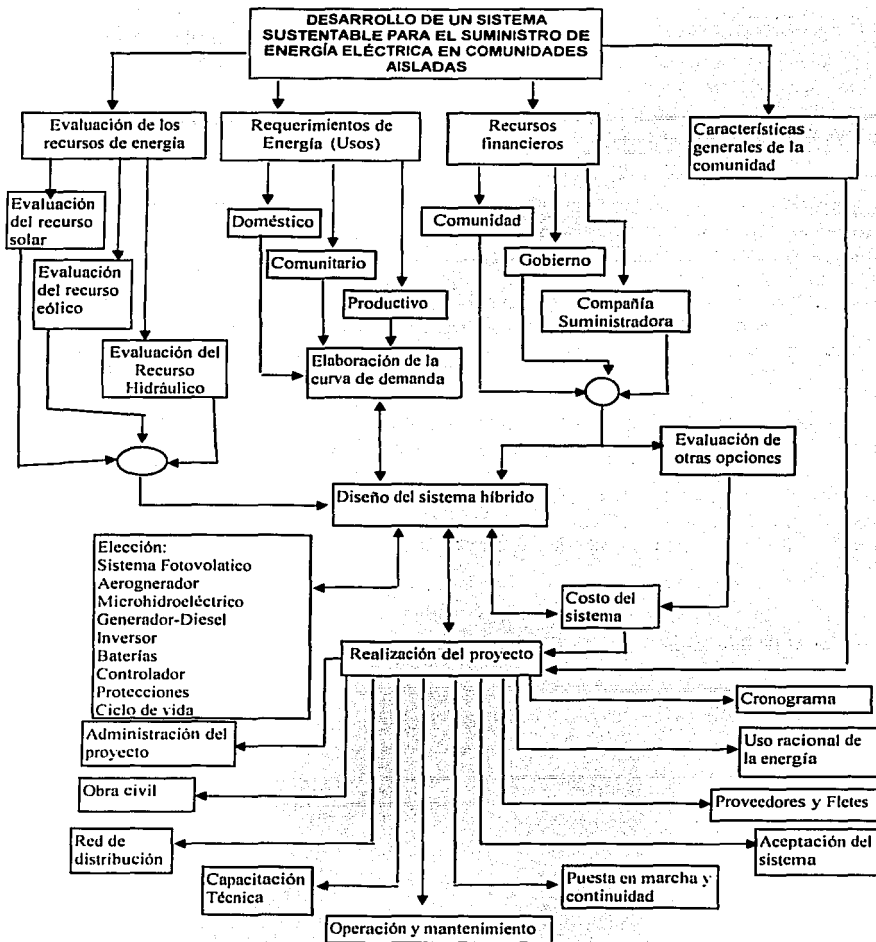 DESARROLLO DE UN SISTEMA
SUSTENTABLE PARA EL SUMINISTRO DE
ENERGÍA ELÉCTRICA EN COMUNIDADES
AISLADAS
Evaluación de los
recursos de energía
Requerimientos de
Energía (Usos)
Recursos
financieros
Características
generales de la
comunidad
Evaluación
del recurso
solar
Doméstico
Comunidad
Comunitario
Gobierno
Evaluación
del recurso
eólico
Productivo
Compañía
Suministradora
Evaluación del
Recurso
Hidráulico
Elaboración de la
curva de demanda
Evaluación de
otras opciones
Diseño del sistema híbrido
Elección:
Sistema Fotovolatico
Aerognerador
Microhidroeléctrico
Generador-Diesel
Inversor
Baterías
Controlador
Protecciones
Ciclo de vida
Costo del
sistema
Realización del proyecto
Cronograma
Administración del
proyecto
Uso racional de
la energía
Obra civil
Proveedores y Fletes
Red de
distribución
Aceptación del
sistema
Capacitación
Técnica
Puesta en marcha y
continuidad
Operación y mantenimiento